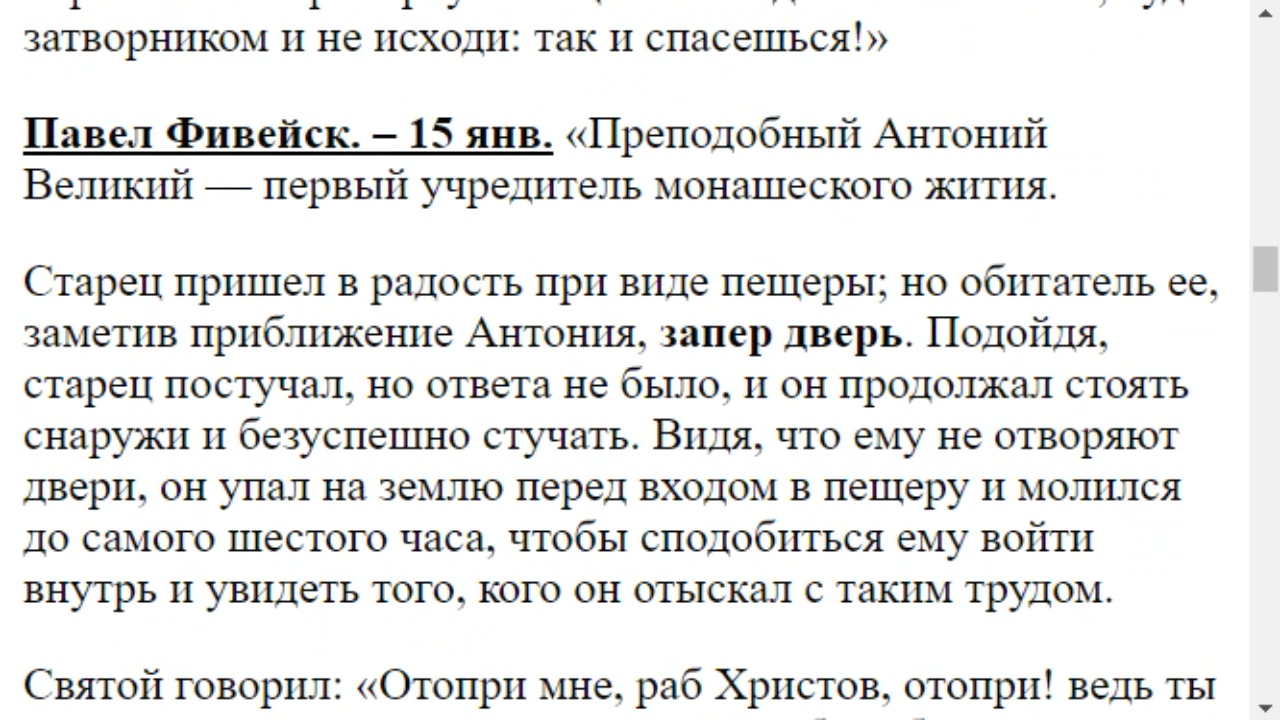 затворником и не исходи: так и спасешься!»
Павел Фивейск. – 15 янв. «Преподобный Антоний
Великий — первый учредитель монашеского жития.
Старец пришел в радость при виде пещеры; но обитатель ее,
заметив приближение Антония, запер дверь. Подойдя,
старец постучал, но ответа не было, и он продолжал стоять
снаружи и безуспешно стучать. Видя, что ему не отворяют
двери, он упал на землю перед входом в пещеру и молился
до самого шестого часа, чтобы сподобиться ему войти
внутрь и увидеть того, кого он отыскал с таким трудом.
Святой говорил: «Отопри мне, раб Христов, отопри! ведь ты